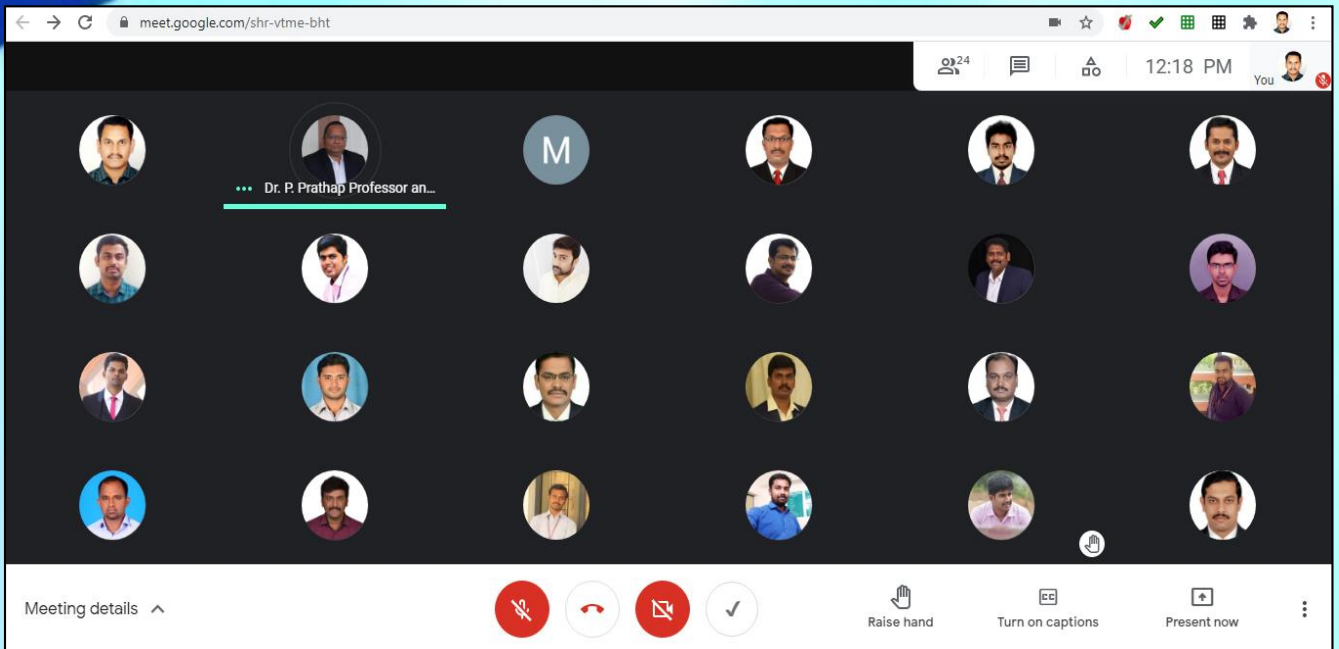 meet.google.com/shr-vtme-bht
24
12:18 PM
You
M
Dr. P. Prathap Professor an...
Meeting details
Raise hand
CC
Turn on captions
Present now